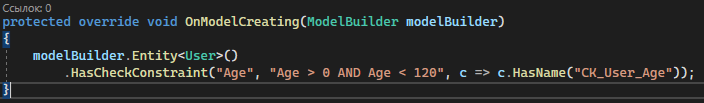 Ссылок: 0
protected override void OnModelCreating(ModelBuilder modelBuilder)
{
modelBuilder.Entity<User>()
.HasCheckConstraint("Age", "Age > 0 AND Age < 120", c => c.HasName("CK_User_Age"));
}